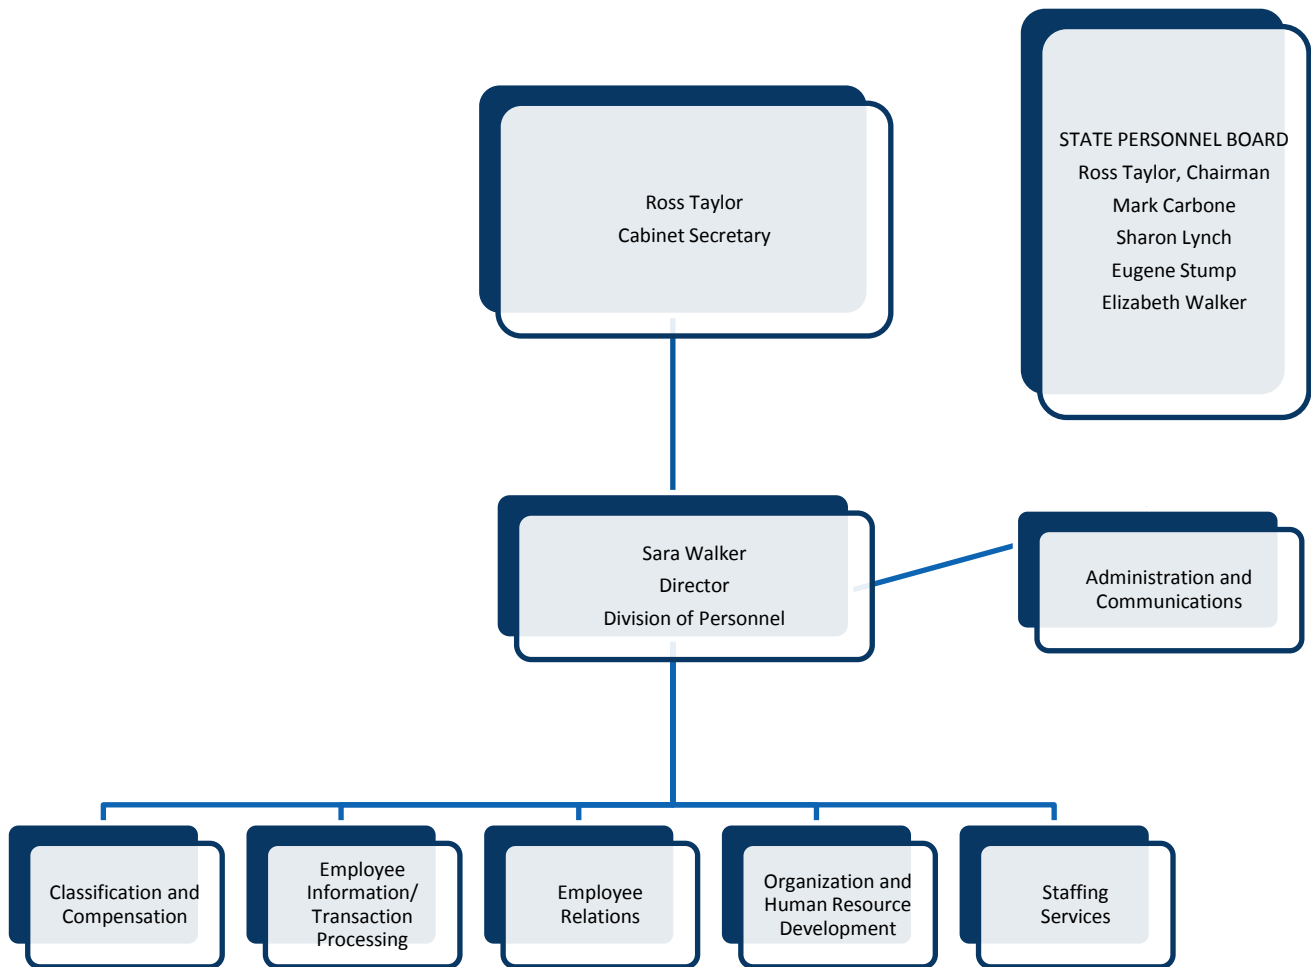 STATE PERSONNEL BOARD
Ross Taylor, Chairman
Mark Carbone
Sharon Lynch
Eugene Stump
Elizabeth Walker
Ross Taylor
Cabinet Secretary
Sara Walker
Director
Division of Personnel
Administration and
Communications
Classification and
Compensation
Employee
Information/
Transaction
Processing
Employee
Relations
Organization and
Human Resource
Development
Staffing
Services